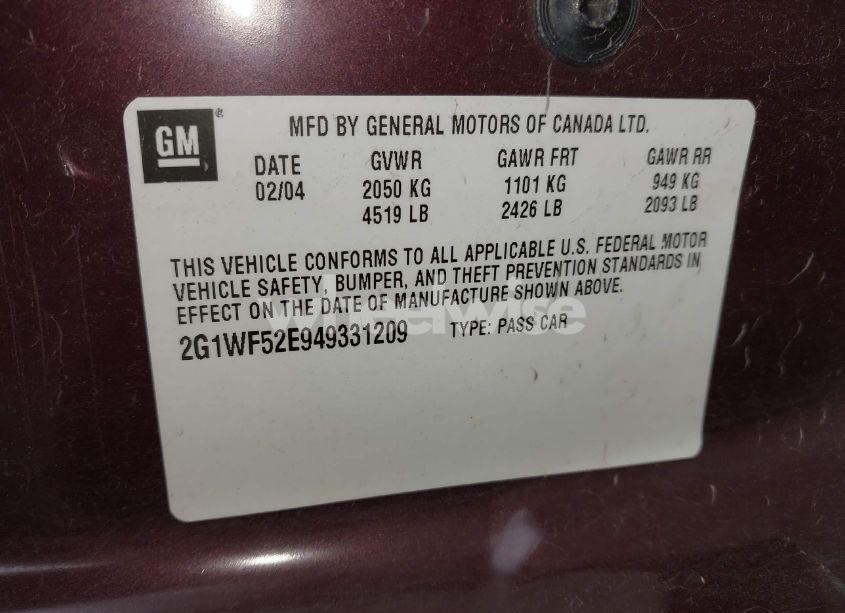 GM
MFD BY GENERAL MOTORS OF CANADA LTD.
DATE GVWR GAWR FRT GAWR RR
02/04 2050 KG 1101 KG 949 KG
4519 LB 2426 LB 2093 LB
THIS VEHICLE CONFORMS TO ALL APPLICABLE U.S. FEDERAL MOTOR
VEHICLE SAFETY, BUMPER, AND THEFT PREVENTION STANDARDS IN
EFFECT ON THE DATE OF MANUFACTURE SHOWN ABOVE.
wheelwise
2G1WF52E949331209 TYPE: PASS CAR